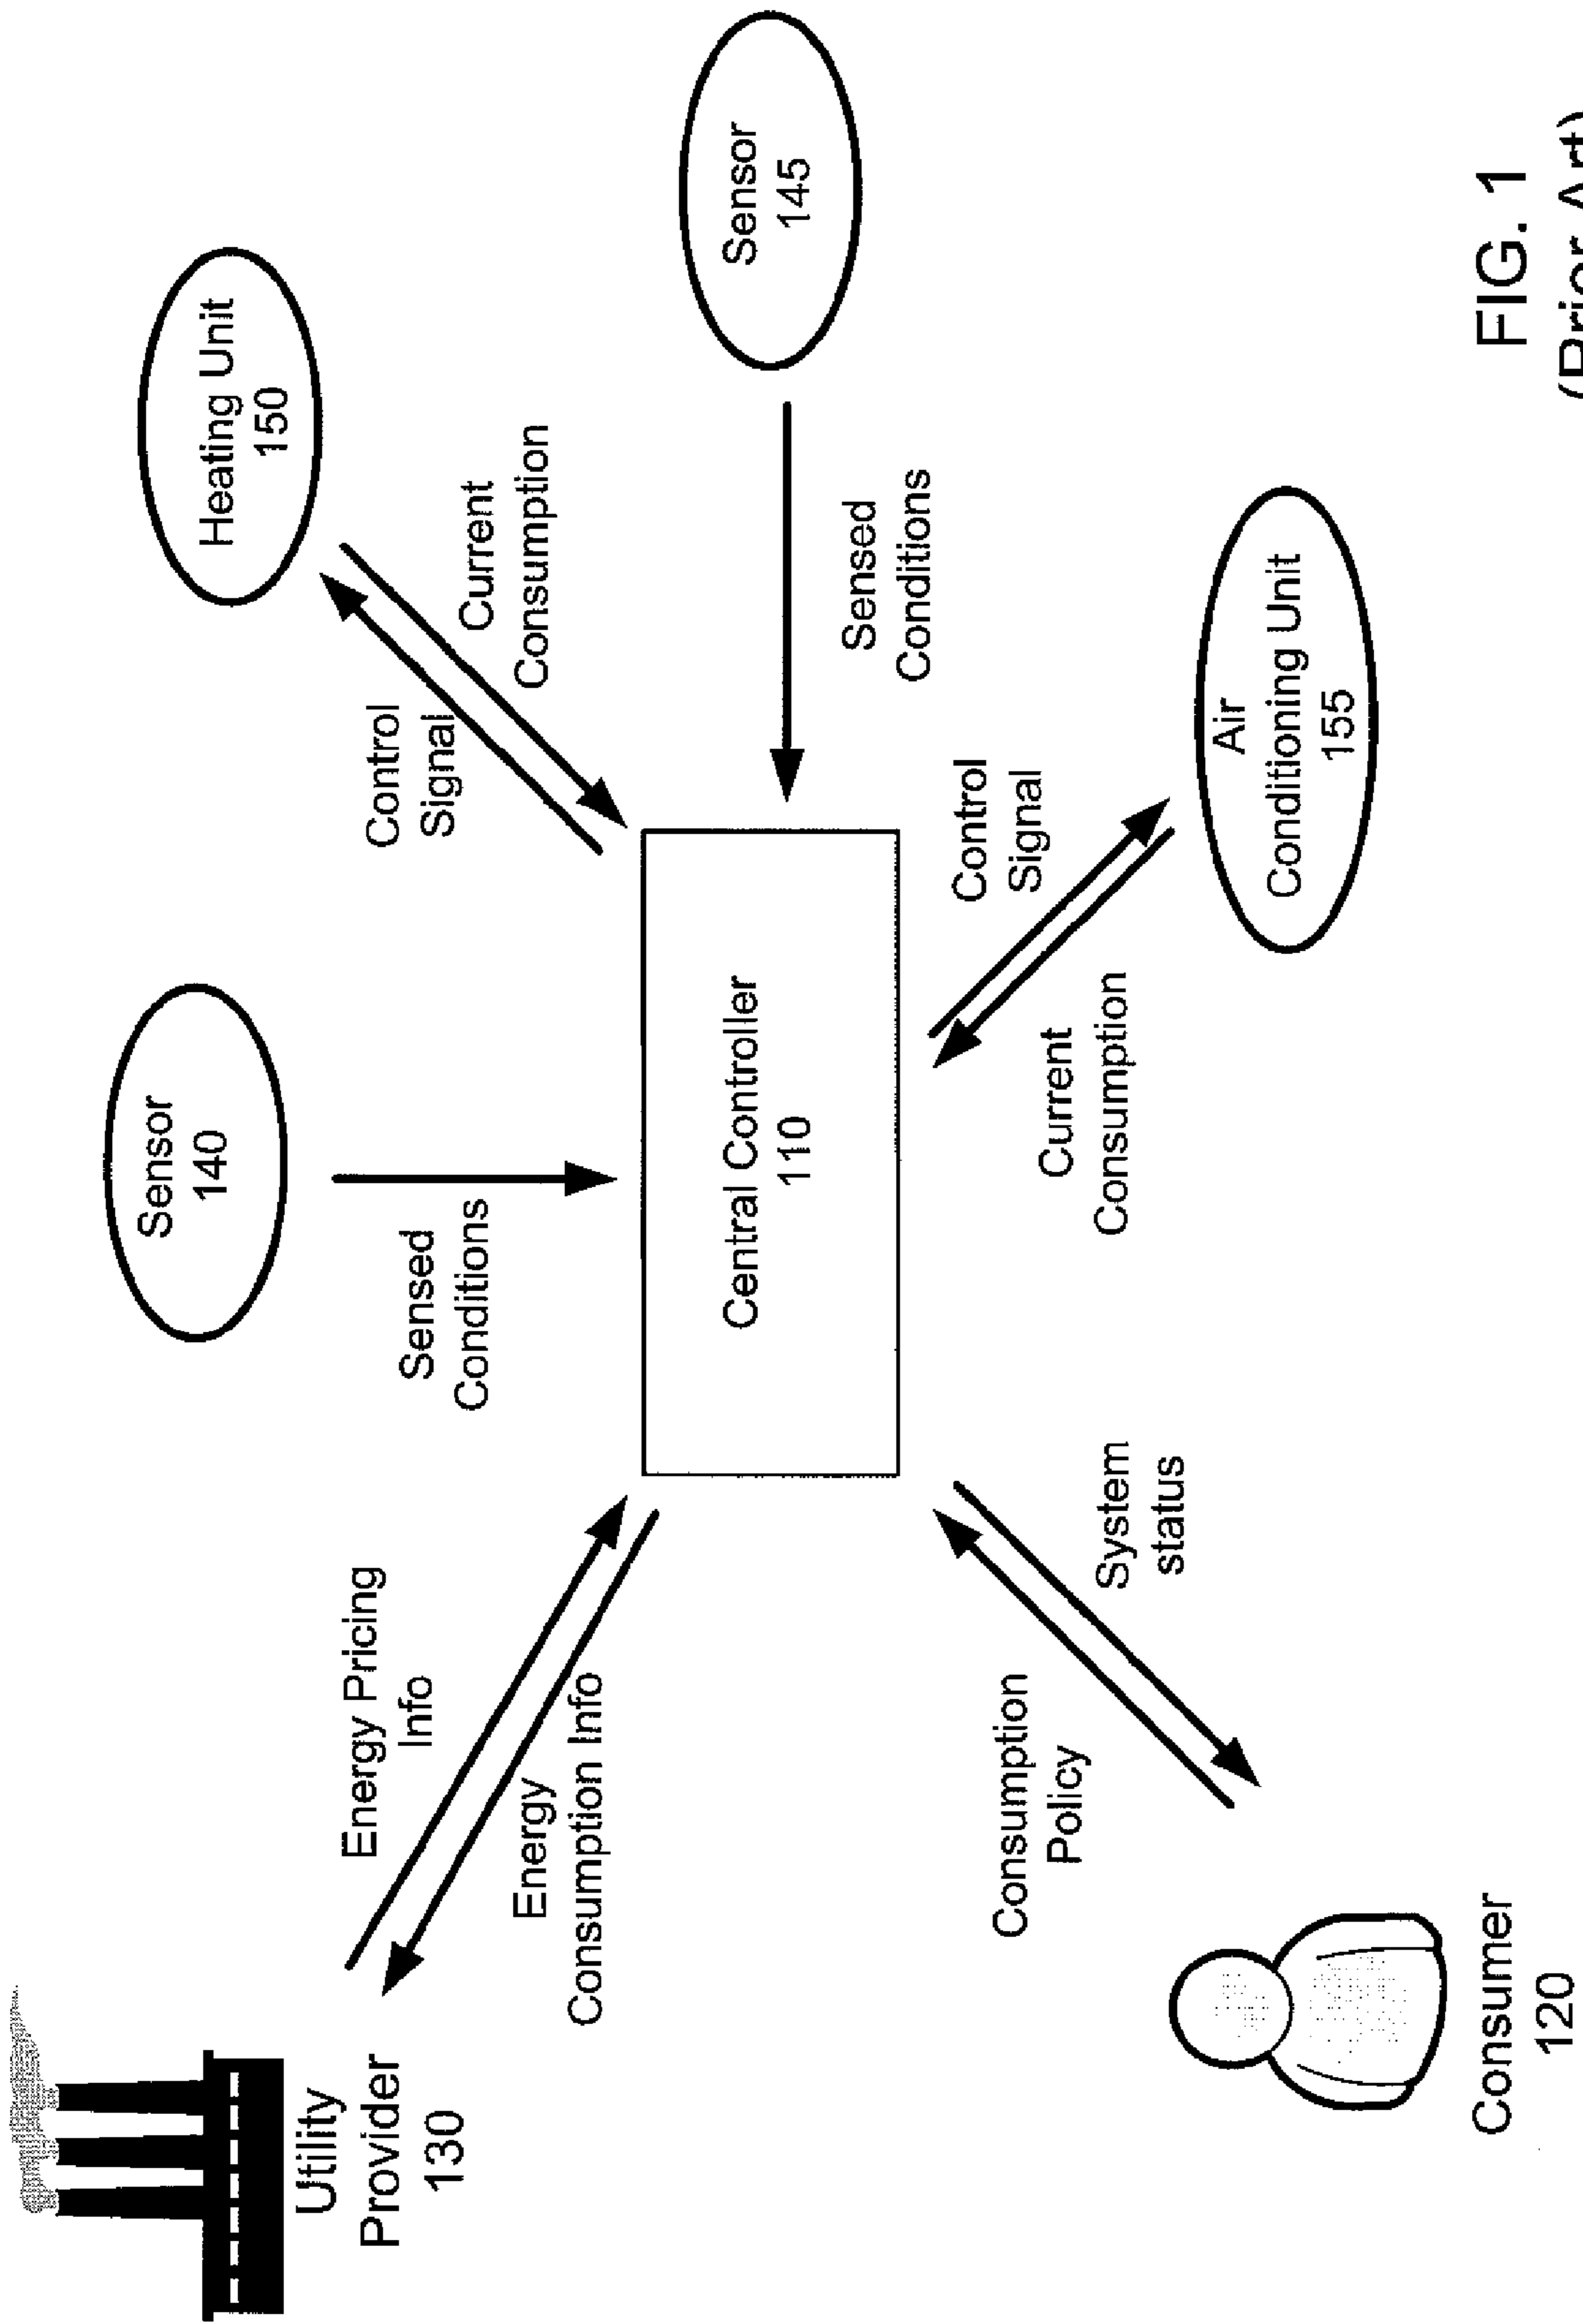 Utility
Provider
130
Energy Pricing
Info
Energy
Consumption Info
Sensor
140
Sensed
Conditions
Heating Unit
150
Control
Signal
Current
Consumption
Sensor
145
Sensed
Conditions
Central Controller
110
Consumption
Policy
System
status
Current
Consumption
Control
Signal
Air
Conditioning Unit
155
Consumer
120
FIG. 1
(Prior Art)